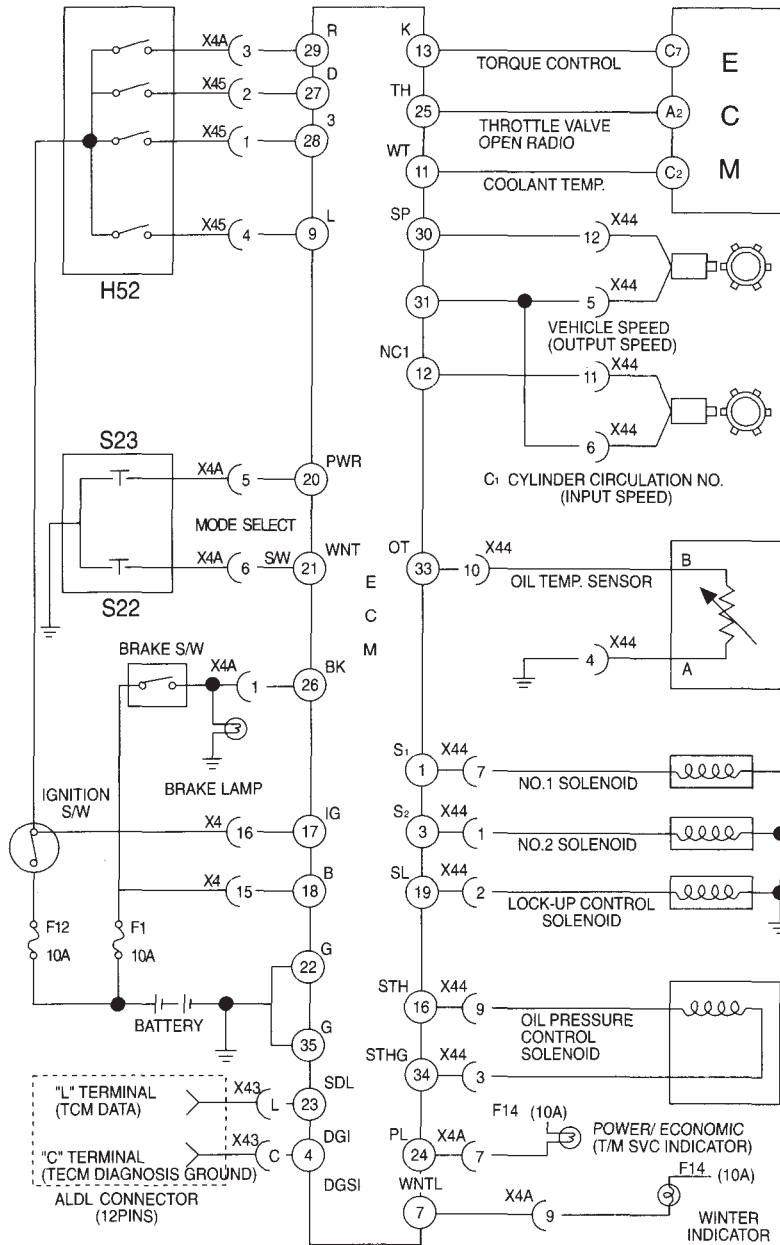 X4A 3 29 R
X45 2 27 D
X45 1 28 3
X45 4 9 L
H52
K 13 TORQUE CONTROL C7
TH 25 THROTTLE VALVE A2
OPEN RADIO
WT 11 COOLANT TEMP. C2
E
C
M
SP 30 12 X44
31 5 X44
VEHICLE SPEED
(OUTPUT SPEED)
NC1 12 11 X44
6 X44
C1 CYLINDER CIRCULATION NO.
(INPUT SPEED)
S23
X4A 5 20 PWR
MODE SELECT
X4A 6 S/W 21 WNT
S22
E
C
M
OT 33 10 X44 OIL TEMP. SENSOR B
4 X44 A
BRAKE S/W
X4A 1 26 BK
BRAKE LAMP
IGNITION
S/W
X4 16 17 IG
X4 15 18 B
F12
10A
F1
10A
BATTERY
22 G
35 G
S1 1 X44 7 NO.1 SOLENOID
S2 3 X44 1 NO.2 SOLENOID
SL 19 X44 2 LOCK-UP CONTROL
SOLENOID
STH 16 X44 9 OIL PRESSURE
CONTROL
SOLENOID
STHG 34 X44 3
"L" TERMINAL
(TCM DATA)
X43 L 23 SDL
"C" TERMINAL
(TECM DIAGNOSIS GROUND)
X43 C 4 DGI
DGSI
ALDL CONNECTOR
(12PINS)
PL 24 X4A 7 F14 (10A)
POWER/ ECONOMIC
(T/M SVC INDICATOR)
WNTL 7 X4A 9 F14 (10A)
WINTER
INDICATOR